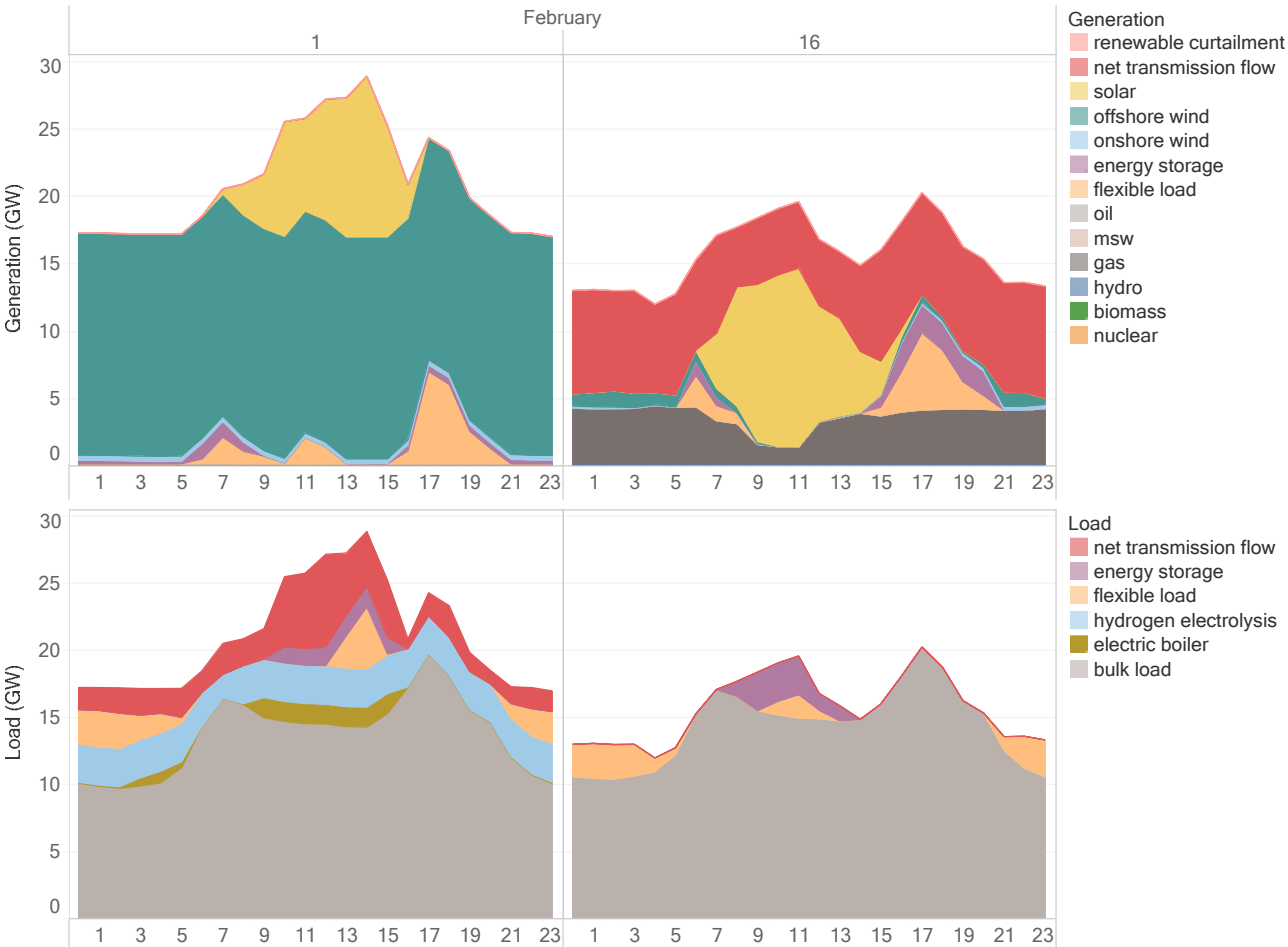 February
1 16
Generation (GW)
30
25
20
15
10
5
0
1 3 5 7 9 11 13 15 17 19 21 23 1 3 5 7 9 11 13 15 17 19 21 23
Generation
renewable curtailment
net transmission flow
solar
offshore wind
onshore wind
energy storage
flexible load
oil
msw
gas
hydro
biomass
nuclear
Load (GW)
30
25
20
15
10
5
0
1 3 5 7 9 11 13 15 17 19 21 23 1 3 5 7 9 11 13 15 17 19 21 23
Load
net transmission flow
energy storage
flexible load
hydrogen electrolysis
electric boiler
bulk load